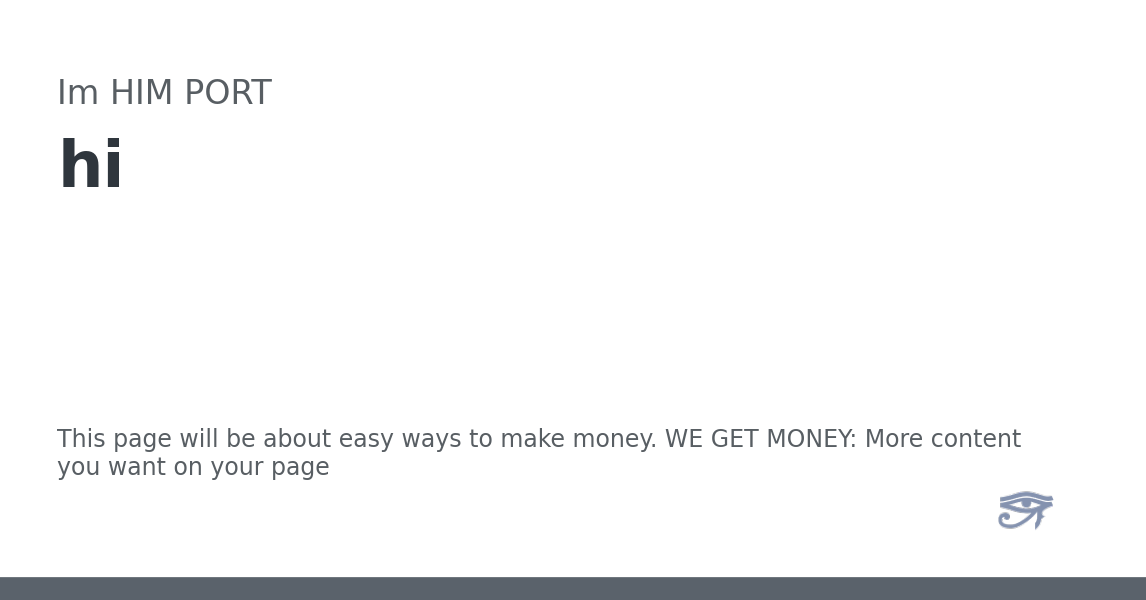 Im HIM PORT
hi
This page will be about easy ways to make money. WE GET MONEY: More content
you want on your page